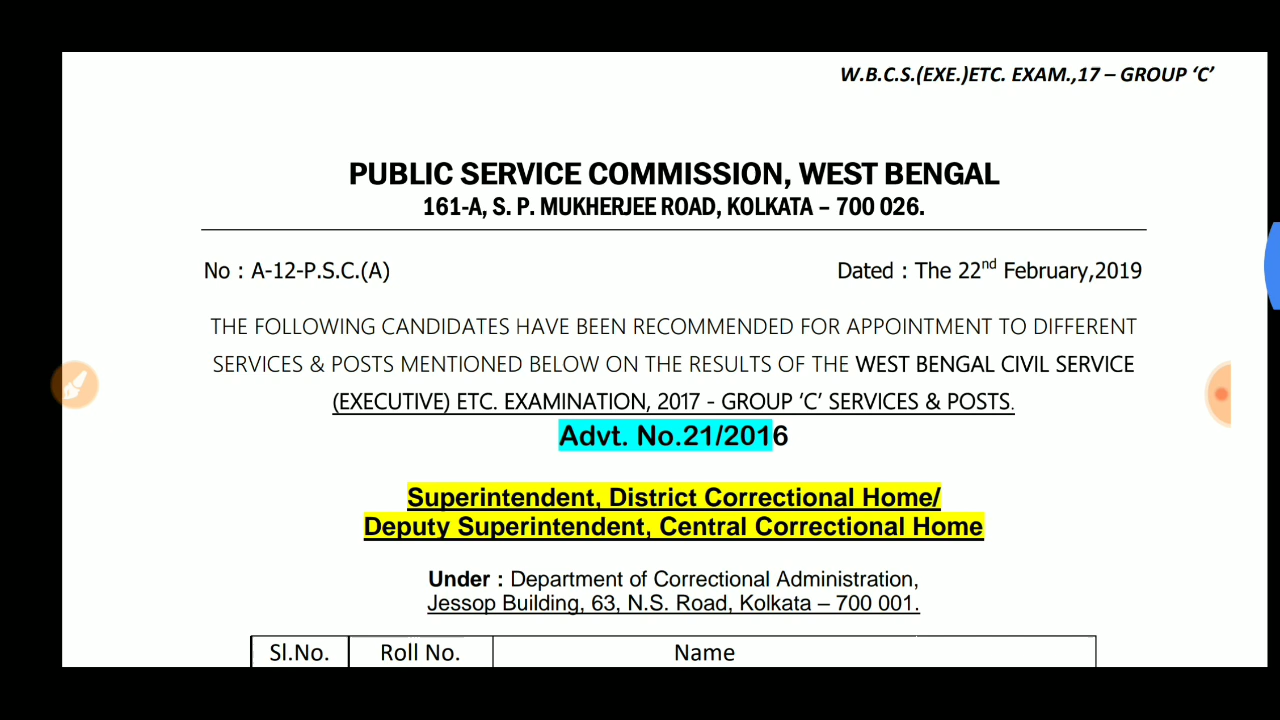 W.B.C.S.(EXE.)ETC. EXAM.,17 – GROUP ‘C’
PUBLIC SERVICE COMMISSION, WEST BENGAL
161-A, S. P. MUKHERJEE ROAD, KOLKATA – 700 026.
No : A-12-P.S.C.(A) Dated : The 22nd February,2019
THE FOLLOWING CANDIDATES HAVE BEEN RECOMMENDED FOR APPOINTMENT TO DIFFERENT
SERVICES & POSTS MENTIONED BELOW ON THE RESULTS OF THE WEST BENGAL CIVIL SERVICE
(EXECUTIVE) ETC. EXAMINATION, 2017 - GROUP ‘C’ SERVICES & POSTS.
Advt. No.21/2016
Superintendent, District Correctional Home/
Deputy Superintendent, Central Correctional Home
Under : Department of Correctional Administration,
Jessop Building, 63, N.S. Road, Kolkata – 700 001.
Sl.No. Roll No. Name